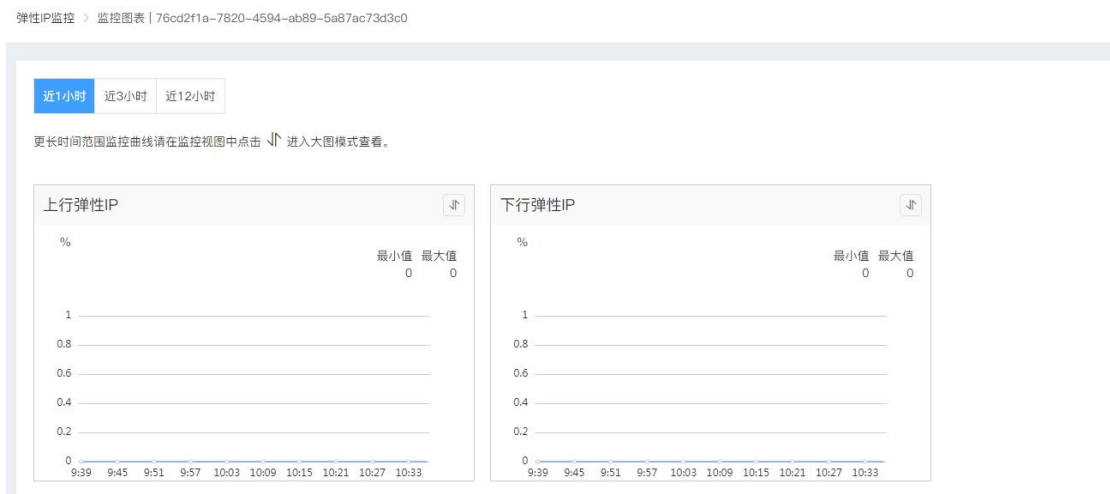 弹性IP监控 > 监控图表 | 76cd2f1a-7820-4594-ab89-5a87ac73d3c0
近1小时 近3小时 近12小时
更长时间范围监控曲线请在监控视图中点击 进入大图模式查看。
上行弹性IP
%
最小值 最大值
0 0
1
0.8
0.6
0.4
0.2
0
9:39 9:45 9:51 9:57 10:03 10:09 10:15 10:21 10:27 10:33
下行弹性IP
%
最小值 最大值
0 0
1
0.8
0.6
0.4
0.2
0
9:39 9:45 9:51 9:57 10:03 10:09 10:15 10:21 10:27 10:33